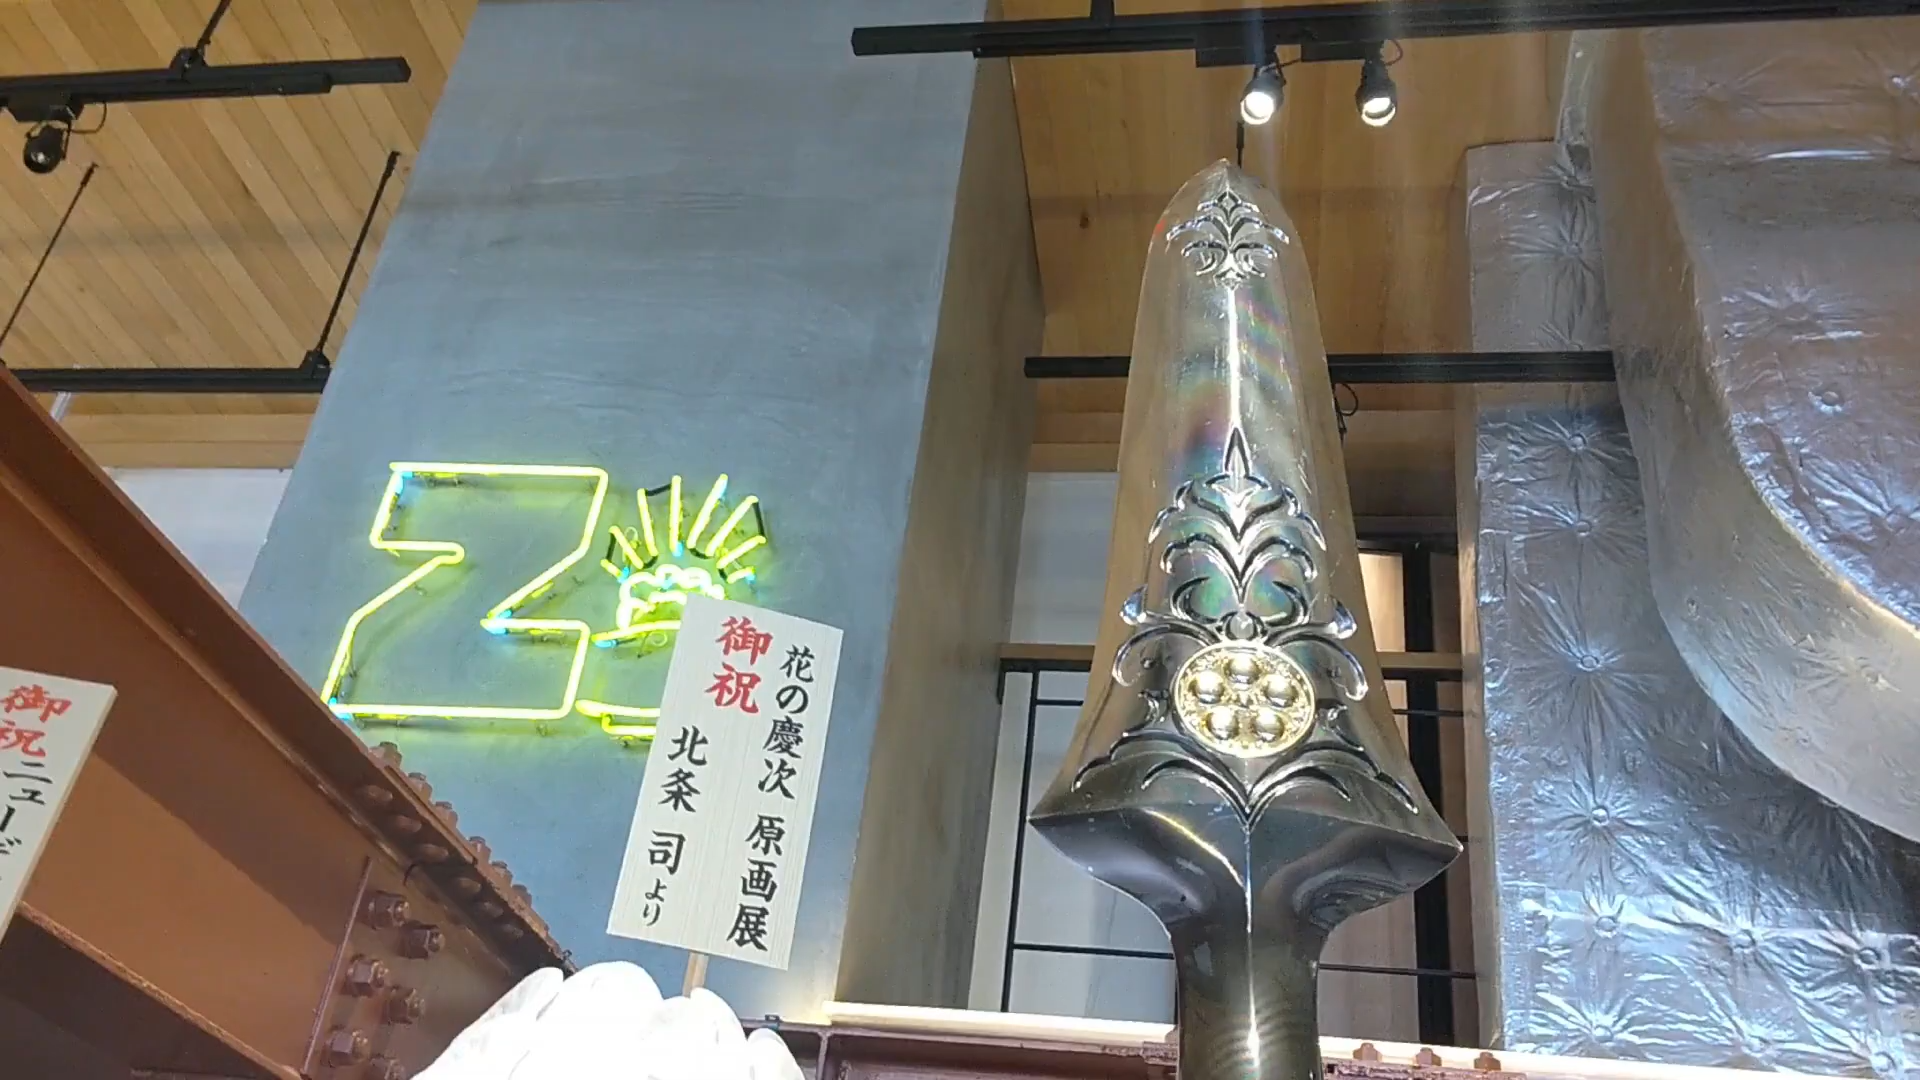 御祝
花の慶次 原画展
北条 司より
御祝
ニューデ